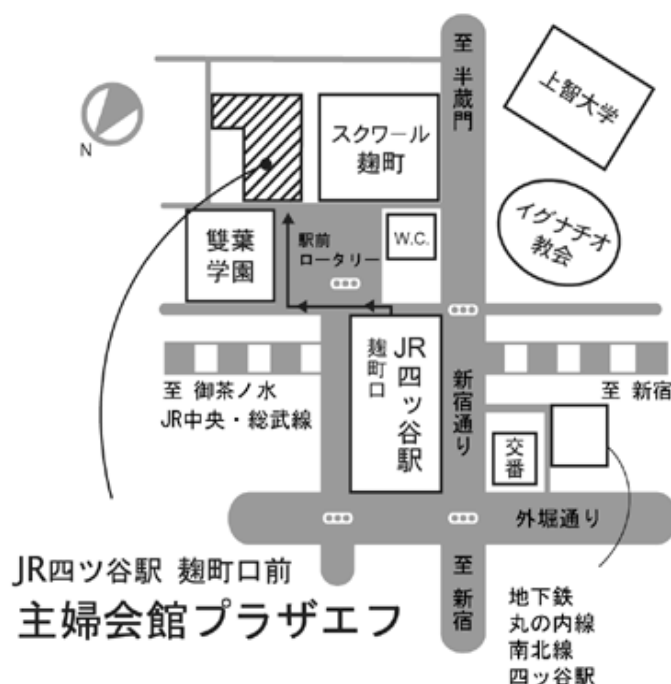 至 半蔵門
上智大学
スクワール
麹町
N
イグナチオ
教会
雙葉
学園
駅前
ロータリー
W.C.
JR四ッ谷駅
麹町口
新宿通り
至 御茶ノ水
JR中央・総武線
至 新宿
交番
外堀通り
至 新宿
JR四ツ谷駅 麹町口前
主婦会館プラザエフ
地下鉄
丸の内線
南北線
四ッ谷駅